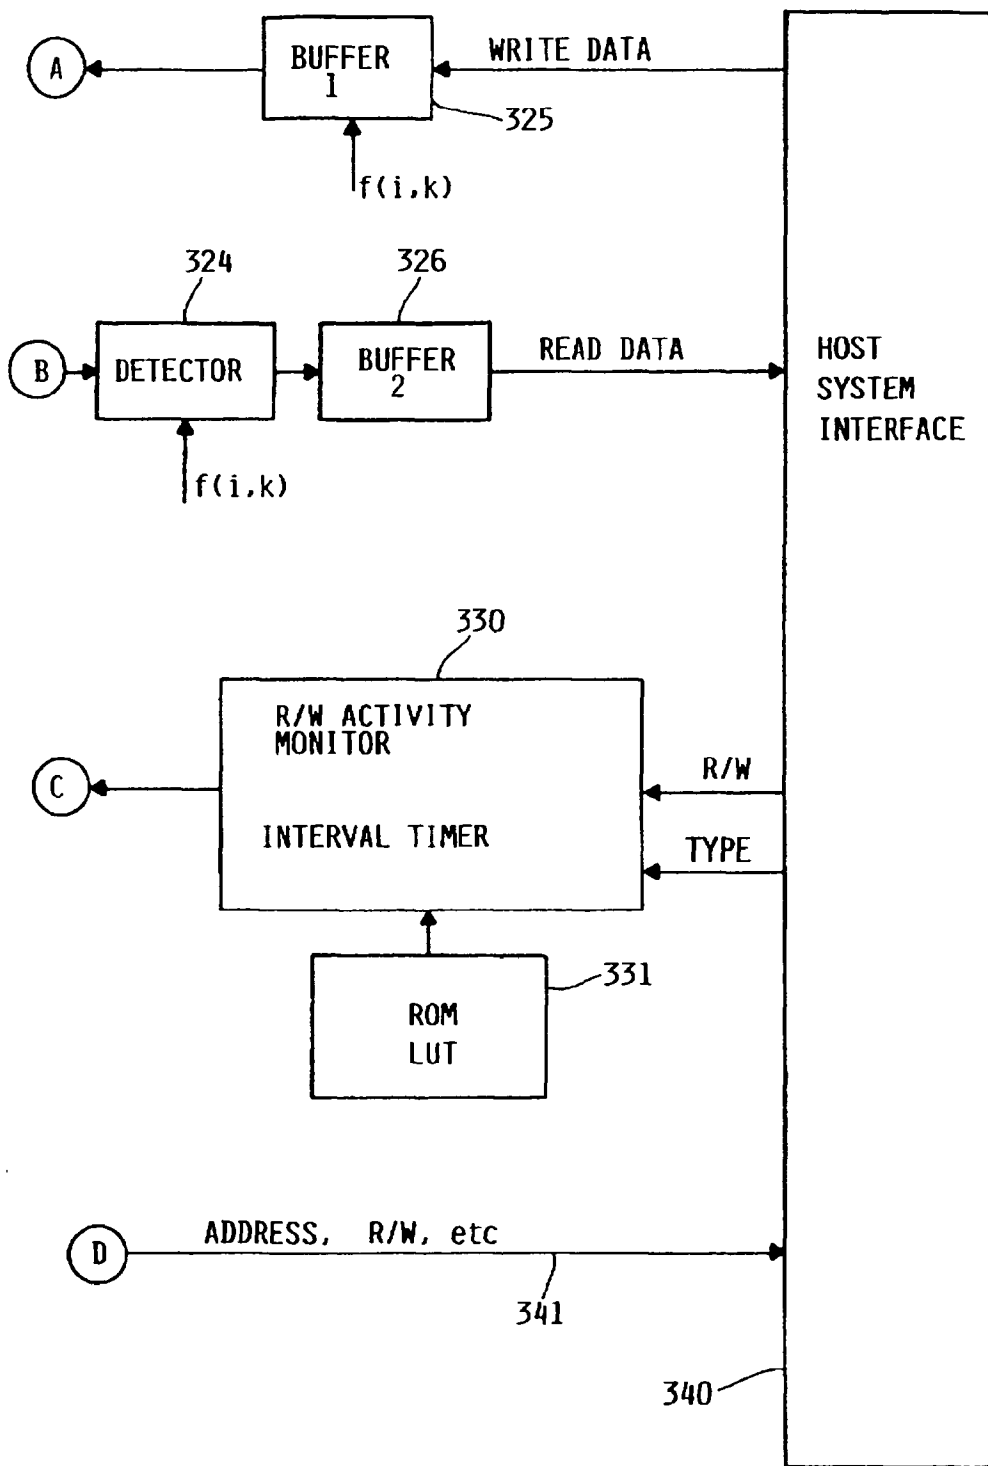 A
BUFFER
1
WRITE DATA
325
f(i,k)
324
326
B
DETECTOR
BUFFER
2
READ DATA
HOST
SYSTEM
INTERFACE
f(i,k)
330
R/W ACTIVITY
MONITOR
C
R/W
INTERVAL TIMER
TYPE
331
ROM
LUT
D
ADDRESS, R/W, etc
341
340